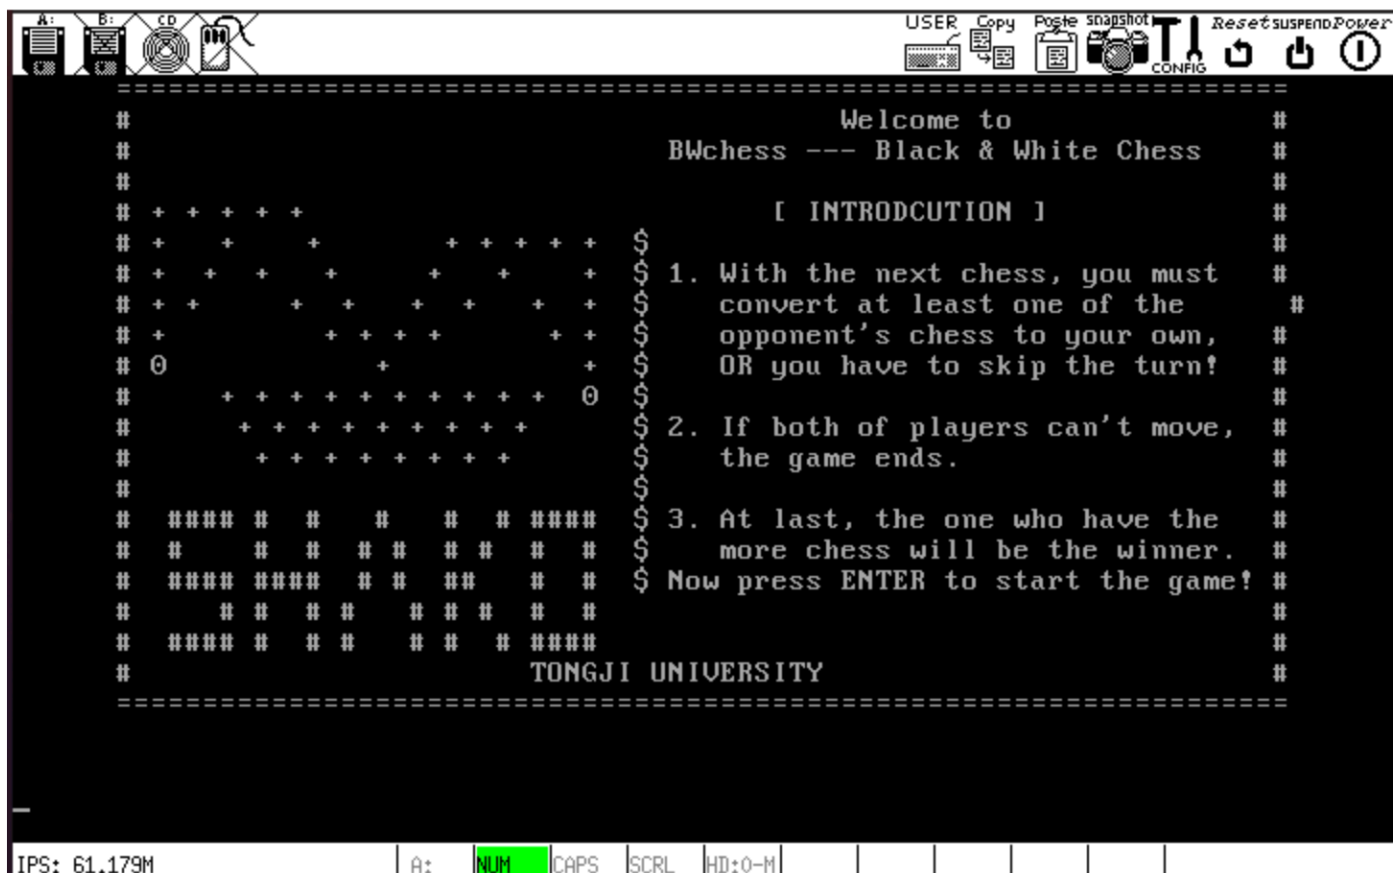 A: B: CD USER Copy Paste snapshot CONFIG Reset SUSPEND Power
====================================================================
# Welcome to #
# BWchess --- Black & White Chess #
# #
# + + + + + [ INTRODCUTION ] #
# + + + + + + + + $ #
# + + + + + + + $ 1. With the next chess, you must #
# + + + + + + + + $ convert at least one of the #
# + + + + + + + $ opponent's chess to your own, #
# 0 + + $ OR you have to skip the turn! #
# + + + + + + + + + + 0 $ #
# + + + + + + + + + $ 2. If both of players can't move, #
# + + + + + + + + $ the game ends. #
# $ #
# #### # # # # # #### $ 3. At last, the one who have the #
# # # # # # # # # # $ more chess will be the winner. #
# #### #### # # ## # # $ Now press ENTER to start the game! #
# # # # # # # # # # #
# #### # # # # # # #### #
# TONGJI UNIVERSITY #
====================================================================
_
IPS: 61.179M A: NUM CAPS SCRL HD:0-M